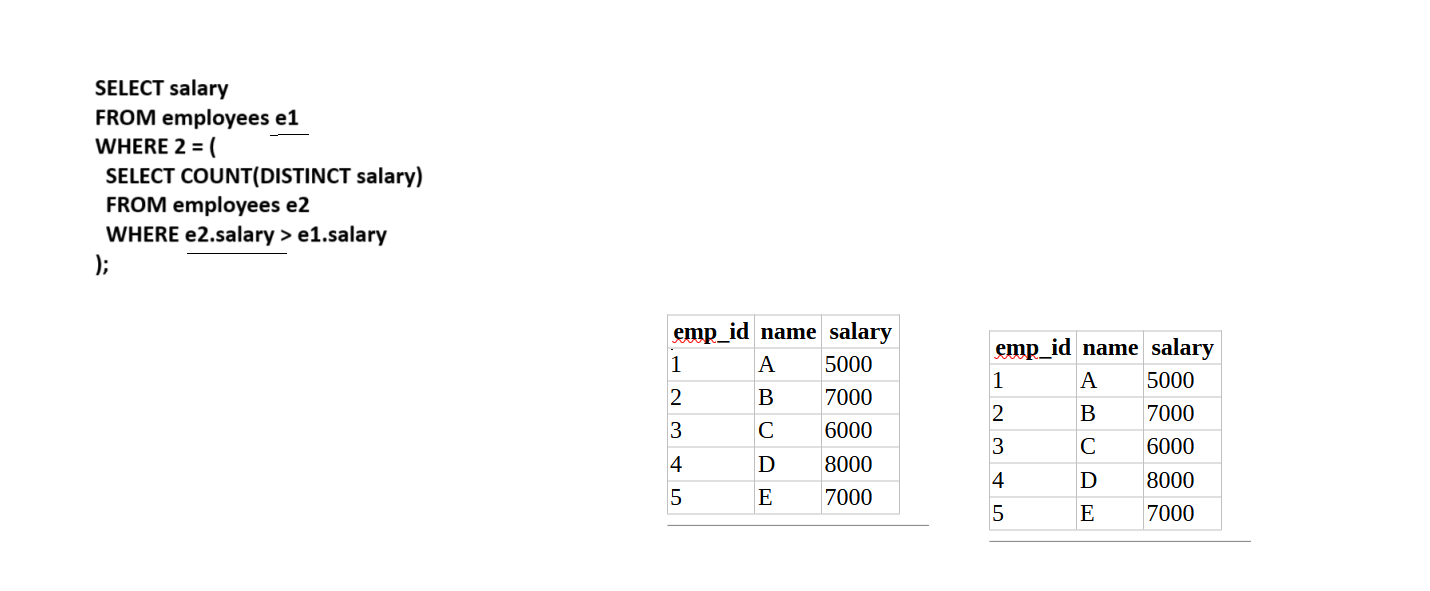 SELECT salary
FROM employees e1
WHERE 2 = (
SELECT COUNT(DISTINCT salary)
FROM employees e2
WHERE e2.salary > e1.salary
);
emp_id name salary
1 A 5000
2 B 7000
3 C 6000
4 D 8000
5 E 7000
emp_id name salary
1 A 5000
2 B 7000
3 C 6000
4 D 8000
5 E 7000